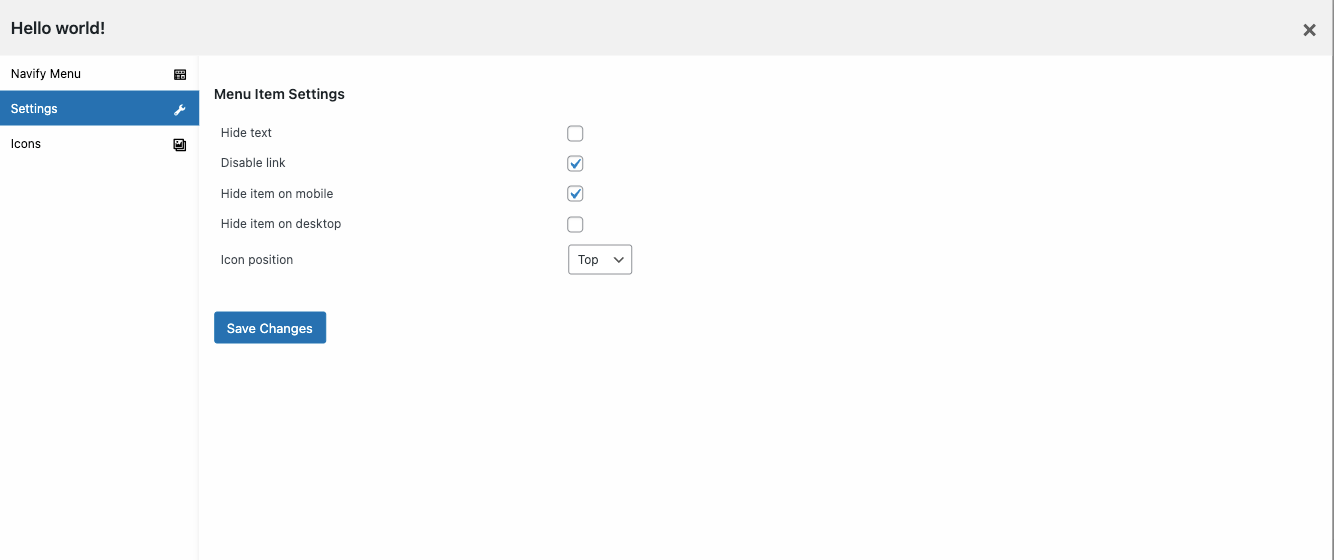 Hello world!
Navify Menu
Settings
Icons
Menu Item Settings
Hide text
Disable link
Hide item on mobile
Hide item on desktop
Icon position
Top
Save Changes